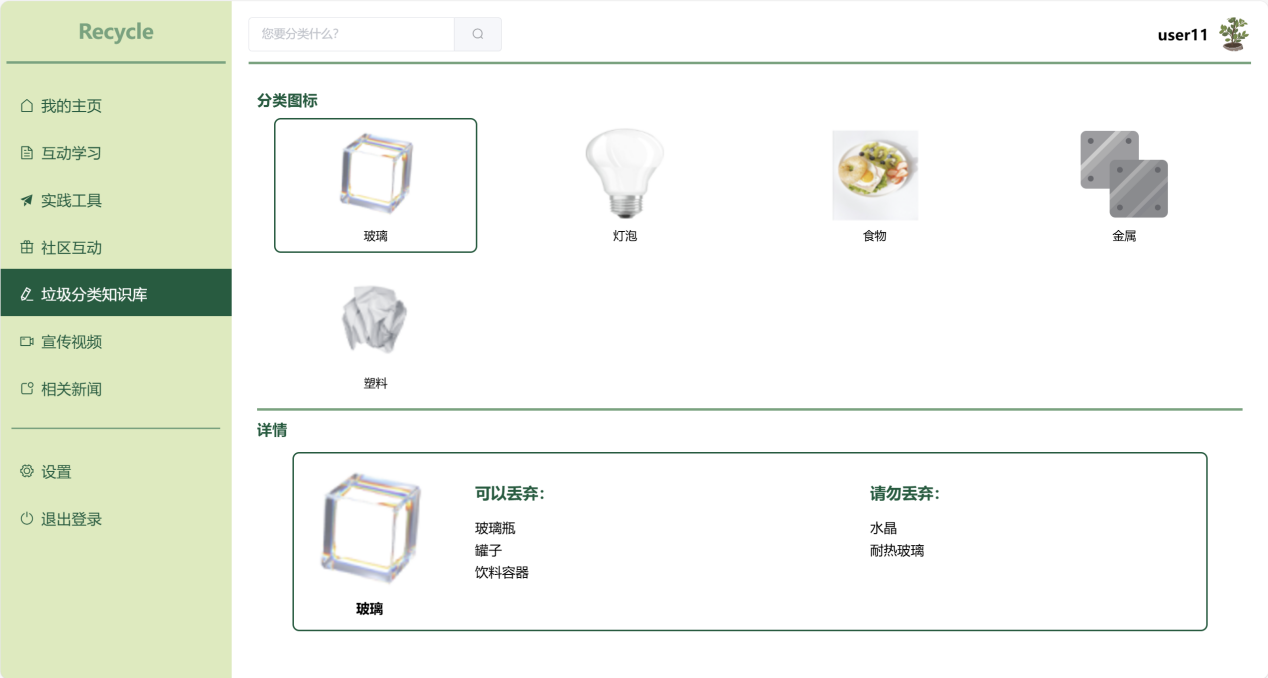 Recycle
我的主页
互动学习
实践工具
社区互动
垃圾分类知识库
宣传视频
相关新闻
设置
退出登录
您要分类什么?
user11
分类图标
玻璃
灯泡
食物
金属
塑料
详情
玻璃
可以丢弃：
玻璃瓶
罐子
饮料容器
请勿丢弃：
水晶
耐热玻璃